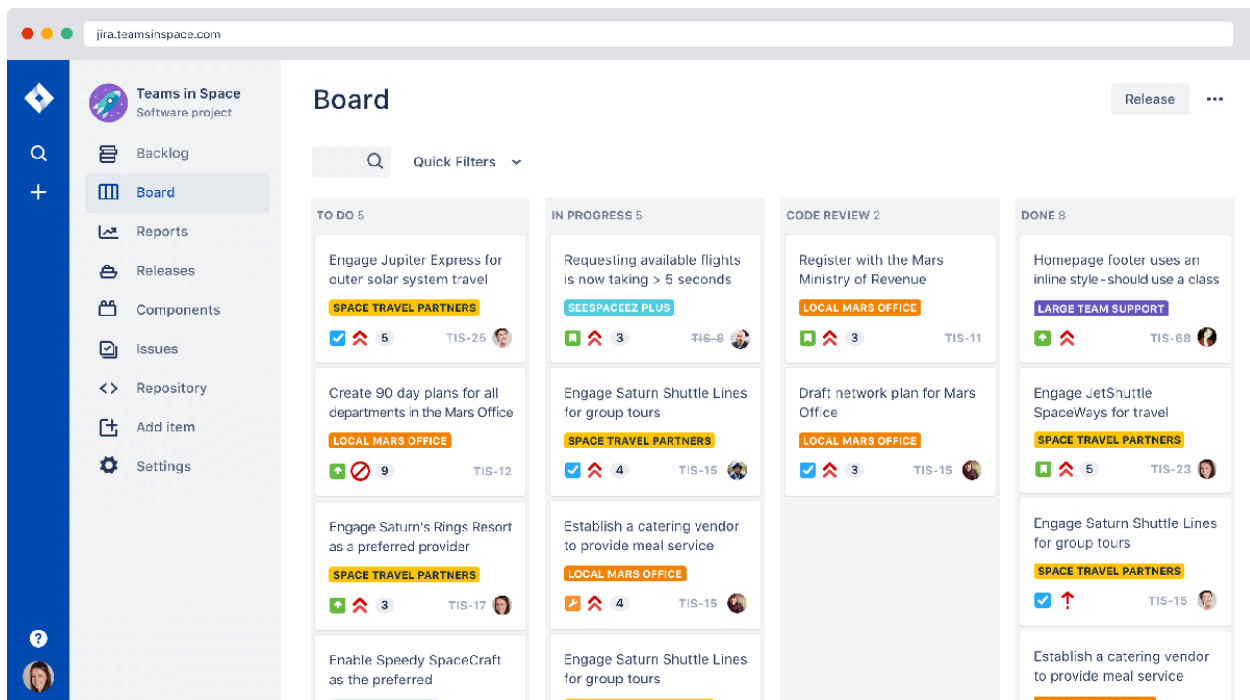 jira.teamsinspace.com
Teams in Space
Software project
Backlog
Board
Reports
Releases
Components
Issues
Repository
Add item
Settings
?
Board
Release
Quick Filters
TO DO 5
Engage Jupiter Express for
outer solar system travel
SPACE TRAVEL PARTNERS
5 TIS-25
Create 90 day plans for all
departments in the Mars Office
LOCAL MARS OFFICE
9 TIS-12
Engage Saturn's Rings Resort
as a preferred provider
SPACE TRAVEL PARTNERS
3 TIS-17
Enable Speedy SpaceCraft
as the preferred
IN PROGRESS 5
Requesting available flights
is now taking > 5 seconds
SEESPACEEZ PLUS
3 TIS-8
Engage Saturn Shuttle Lines
for group tours
SPACE TRAVEL PARTNERS
4 TIS-15
Establish a catering vendor
to provide meal service
LOCAL MARS OFFICE
4 TIS-15
Engage Saturn Shuttle Lines
for group tours
CODE REVIEW 2
Register with the Mars
Ministry of Revenue
LOCAL MARS OFFICE
3 TIS-11
Draft network plan for Mars
Office
LOCAL MARS OFFICE
3 TIS-15
DONE 8
Homepage footer uses an
inline style-should use a class
LARGE TEAM SUPPORT
TIS-68
Engage JetShuttle
SpaceWays for travel
SPACE TRAVEL PARTNERS
5 TIS-23
Engage Saturn Shuttle Lines
for group tours
SPACE TRAVEL PARTNERS
TIS-15
Establish a catering vendor
to provide meal service